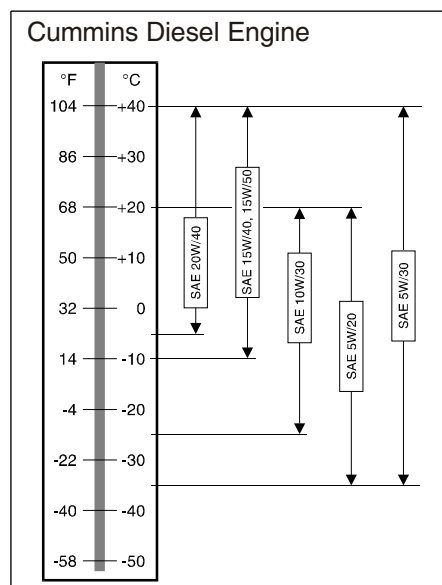 Cummins Diesel Engine
°F °C
104 +40
86 +30
68 +20
50 +10
32 0
14 -10
-4 -20
-22 -30
-40 -40
-58 -50
SAE 20W/40
SAE 15W/40, 15W/50
SAE 10W/30
SAE 5W/20
SAE 5W/30